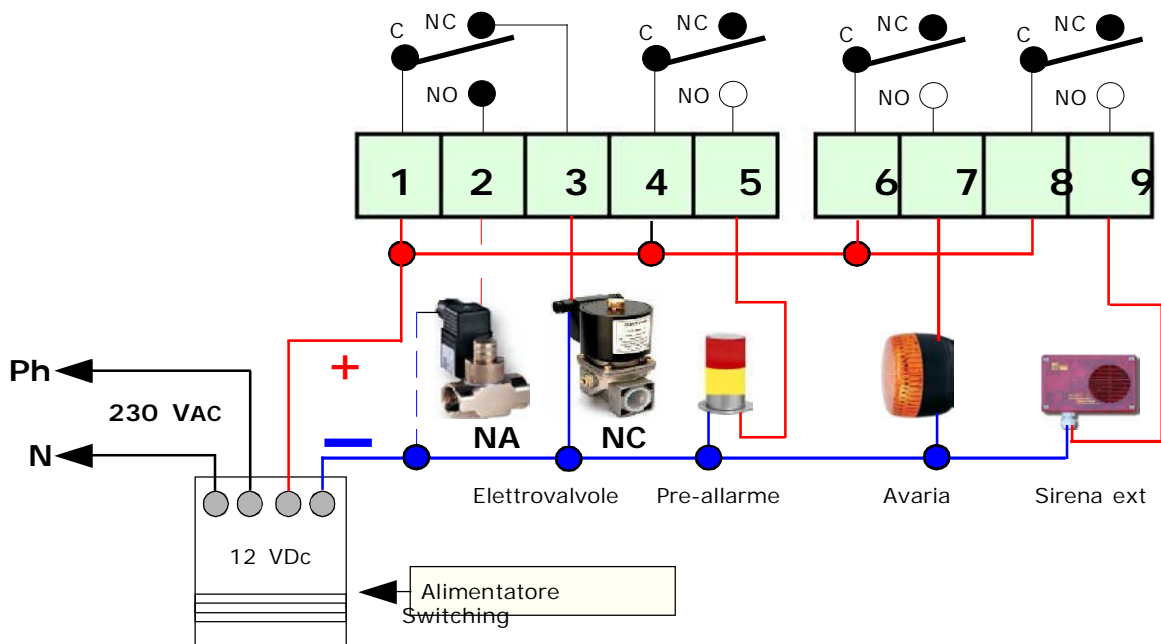 C NC C NC C NC C NC
NO NO NO NO
1 2 3 4 5 6 7 8 9
+
Ph
230 VAC
N
NA NC
Elettrovalvole Pre-allarme Avaria Sirena ext
12 VDc
Alimentatore
Switching